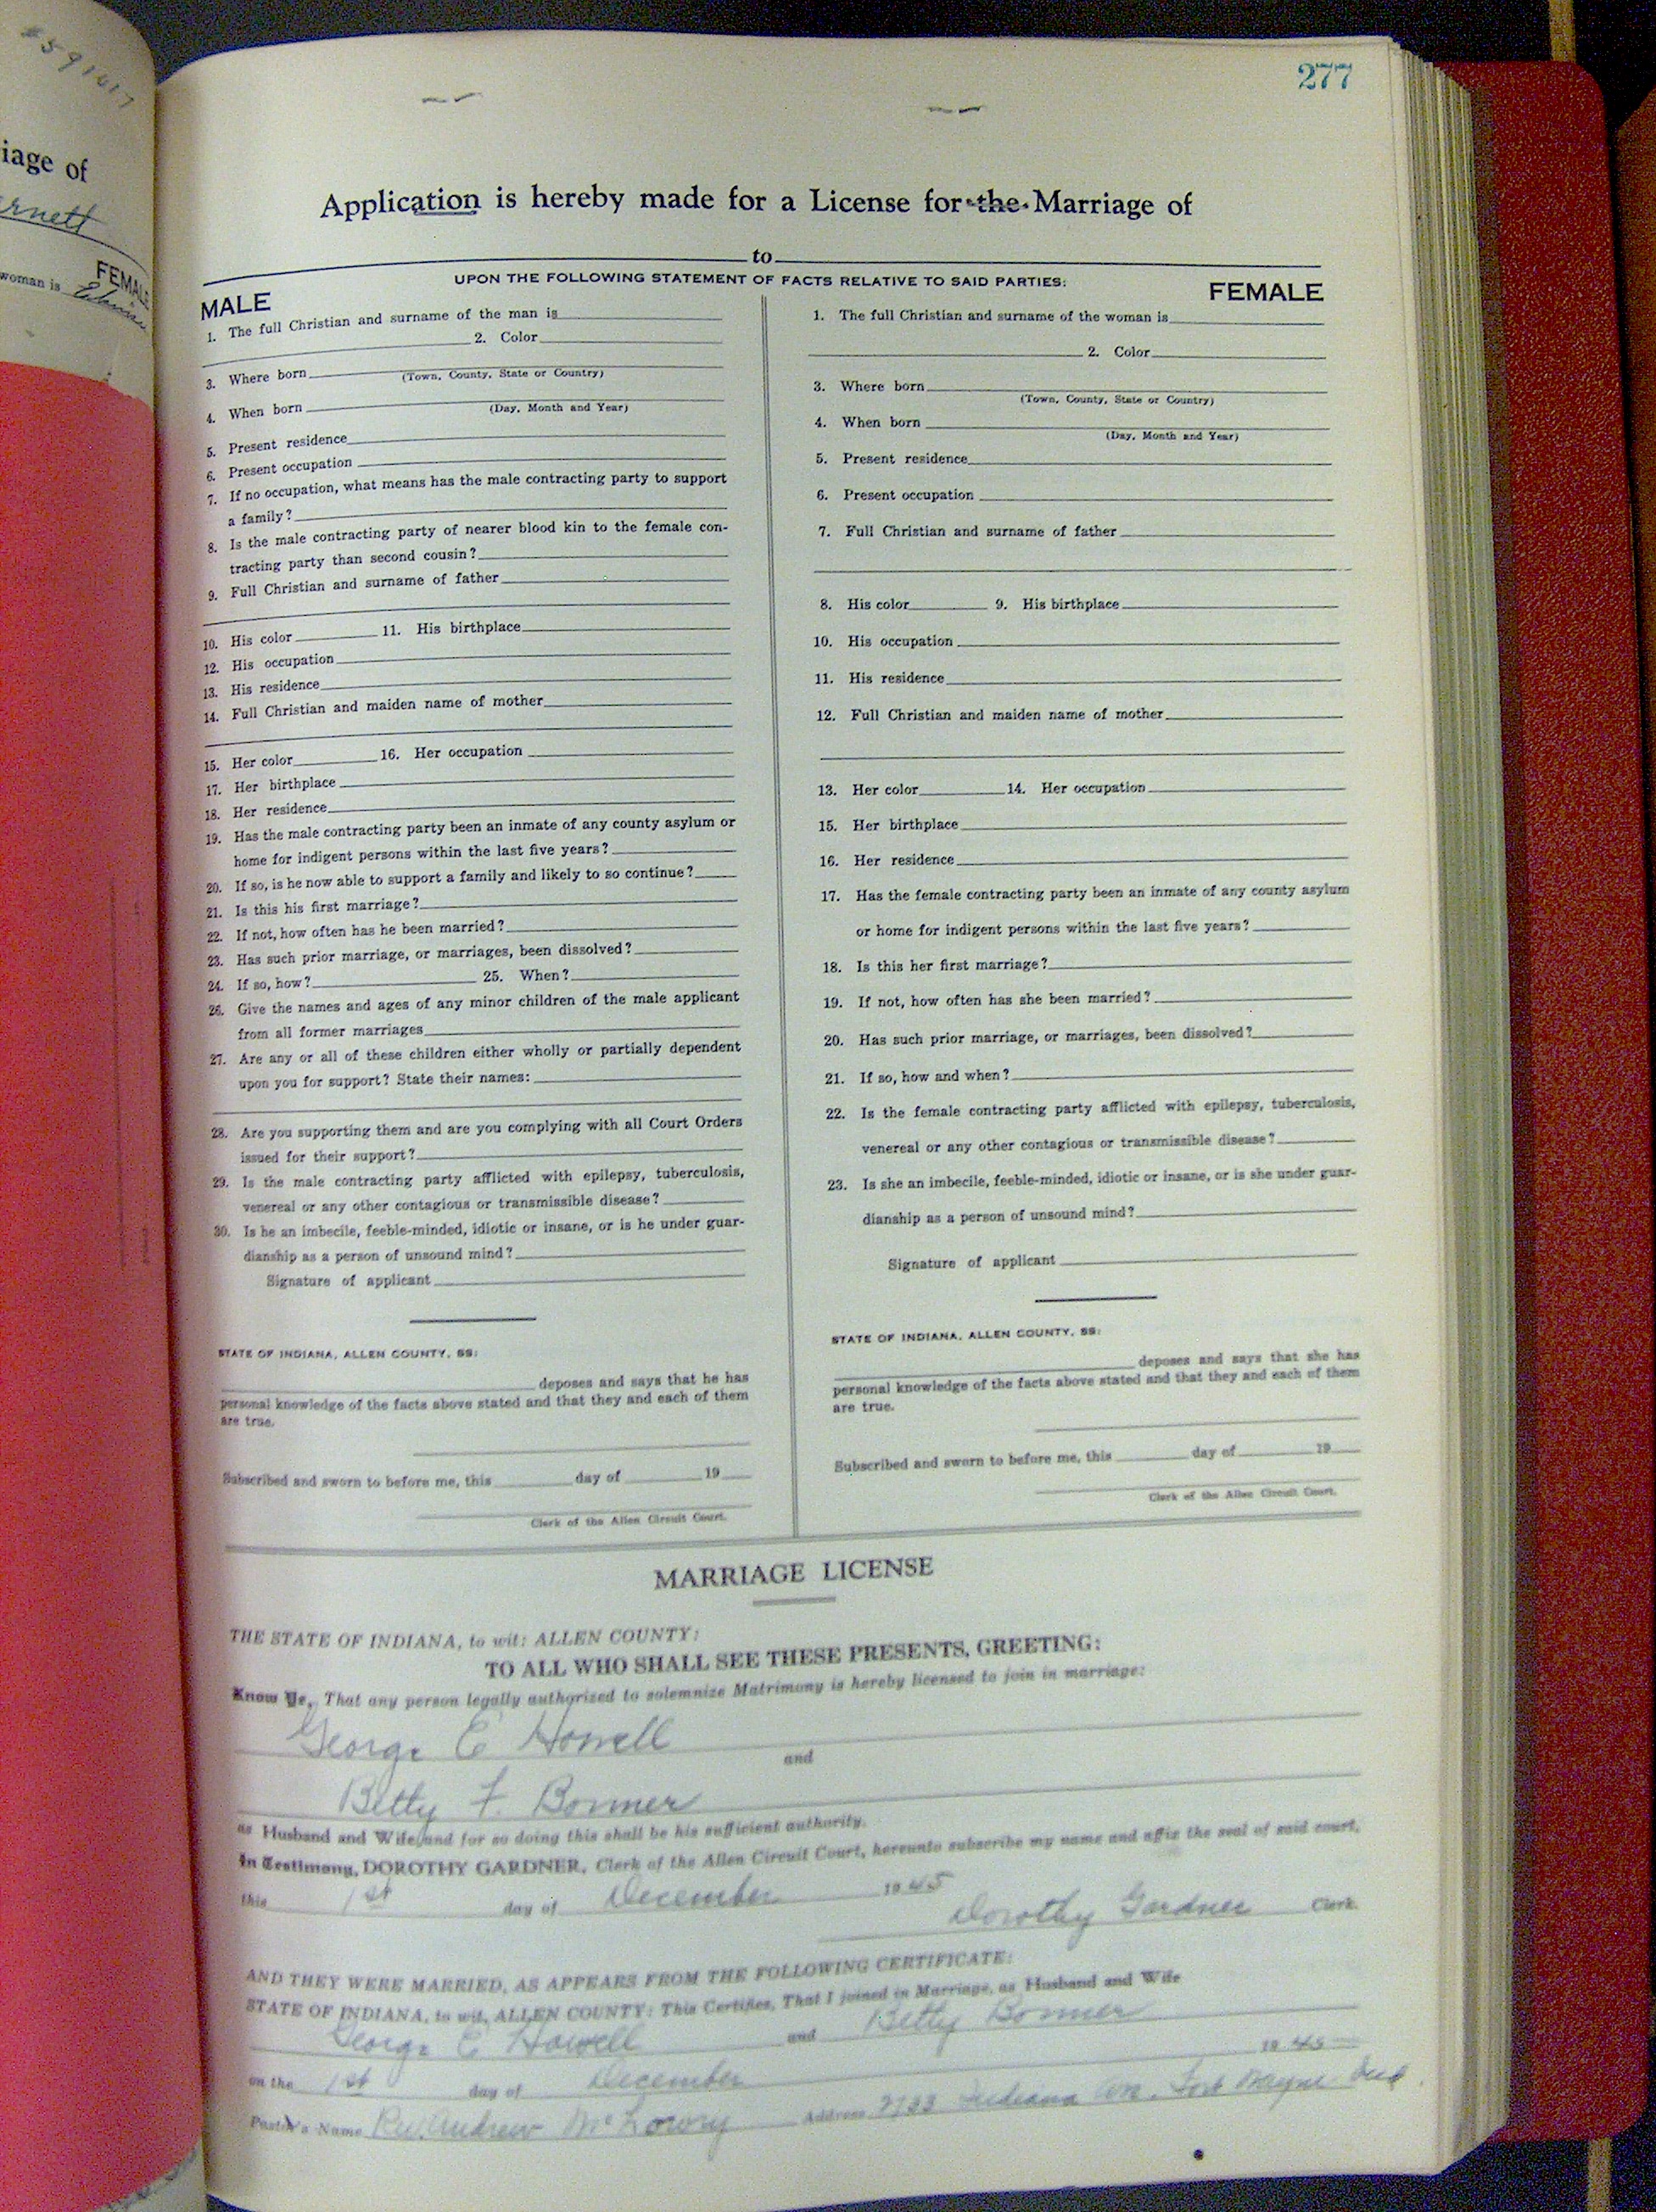 #591417
iage of
rnett
FEMALE
woman is
277
Application is hereby made for a License for the Marriage of
to
UPON THE FOLLOWING STATEMENT OF FACTS RELATIVE TO SAID PARTIES:
MALE
1. The full Christian and surname of the man is
2. Color
3. Where born
(Town, County, State or Country)
4. When born
(Day, Month and Year)
5. Present residence
6. Present occupation
7. If no occupation, what means has the male contracting party to support
a family?
8. Is the male contracting party of nearer blood kin to the female con-
tracting party than second cousin?
9. Full Christian and surname of father
10. His color 11. His birthplace
12. His occupation
13. His residence
14. Full Christian and maiden name of mother
15. Her color 16. Her occupation
17. Her birthplace
18. Her residence
19. Has the male contracting party been an inmate of any county asylum or
home for indigent persons within the last five years?
20. If so, is he now able to support a family and likely to so continue?
21. Is this his first marriage?
22. If not, how often has he been married?
23. Has such prior marriage, or marriages, been dissolved?
24. If so, how? 25. When?
26. Give the names and ages of any minor children of the male applicant
from all former marriages
27. Are any or all of these children either wholly or partially dependent
upon you for support? State their names:
28. Are you supporting them and are you complying with all Court Orders
issued for their support?
29. Is the male contracting party afflicted with epilepsy, tuberculosis,
venereal or any other contagious or transmissible disease?
30. Is he an imbecile, feeble-minded, idiotic or insane, or is he under guar-
dianship as a person of unsound mind?
Signature of applicant
STATE OF INDIANA, ALLEN COUNTY, SS:
deposes and says that he has
personal knowledge of the facts above stated and that they and each of them
are true.
Subscribed and sworn to before me, this day of 19
Clerk of the Allen Circuit Court.
FEMALE
1. The full Christian and surname of the woman is
2. Color
3. Where born
(Town, County, State or Country)
4. When born
(Day, Month and Year)
5. Present residence
6. Present occupation
7. Full Christian and surname of father
8. His color 9. His birthplace
10. His occupation
11. His residence
12. Full Christian and maiden name of mother
13. Her color 14. Her occupation
15. Her birthplace
16. Her residence
17. Has the female contracting party been an inmate of any county asylum
or home for indigent persons within the last five years?
18. Is this her first marriage?
19. If not, how often has she been married?
20. Has such prior marriage, or marriages, been dissolved?
21. If so, how and when?
22. Is the female contracting party afflicted with epilepsy, tuberculosis,
venereal or any other contagious or transmissible disease?
23. Is she an imbecile, feeble-minded, idiotic or insane, or is she under guar-
dianship as a person of unsound mind?
Signature of applicant
STATE OF INDIANA, ALLEN COUNTY, SS:
deposes and says that she has
personal knowledge of the facts above stated and that they and each of them
are true.
Subscribed and sworn to before me, this day of 19
Clerk of the Allen Circuit Court.
MARRIAGE LICENSE
THE STATE OF INDIANA, to wit: ALLEN COUNTY:
TO ALL WHO SHALL SEE THESE PRESENTS, GREETING:
Know Ye, That any person legally authorized to solemnize Matrimony is hereby licensed to join in marriage:
George E Howell and
Betty F. Bonner
as Husband and Wife, and for so doing this shall be his sufficient authority.
In Testimony, DOROTHY GARDNER, Clerk of the Allen Circuit Court, hereunto subscribe my name and affix the seal of said court,
this 1st day of December 1945
Dorothy Gardner Clerk.
AND THEY WERE MARRIED, AS APPEARS FROM THE FOLLOWING CERTIFICATE:
STATE OF INDIANA, to wit, ALLEN COUNTY: This Certifies, That I joined in Marriage, as Husband and Wife
George E Howell and Betty Bonner
on the 1st day of December 1945
Pastor's Name Rev. Andrew Address Indiana Ave. Fort Wayne Ind.